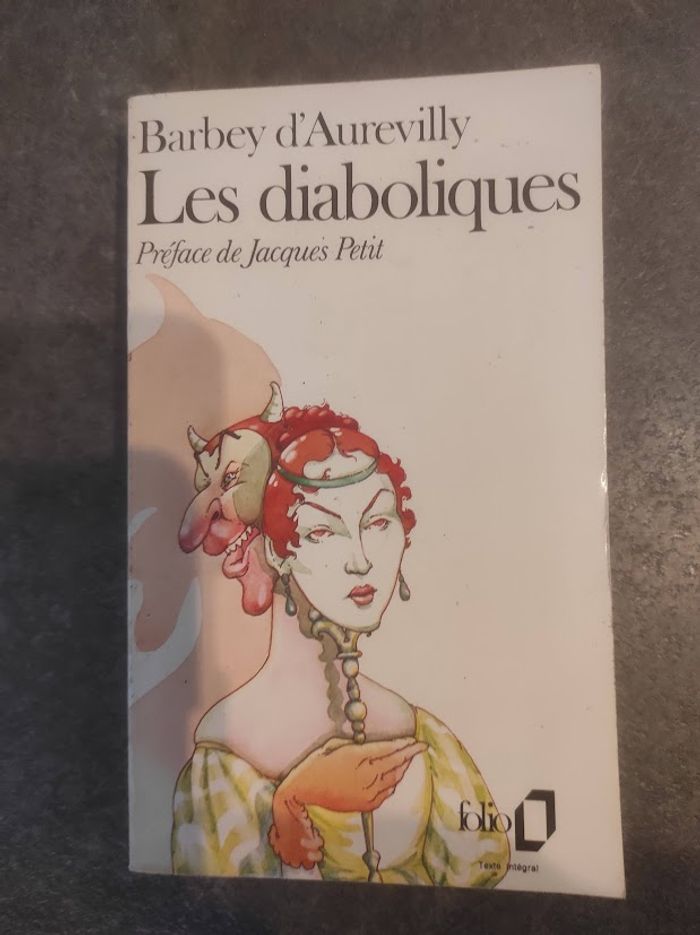 Barbey d'Aurevilly
Les diaboliques
Préface de Jacques Petit
folio
Texte intégral